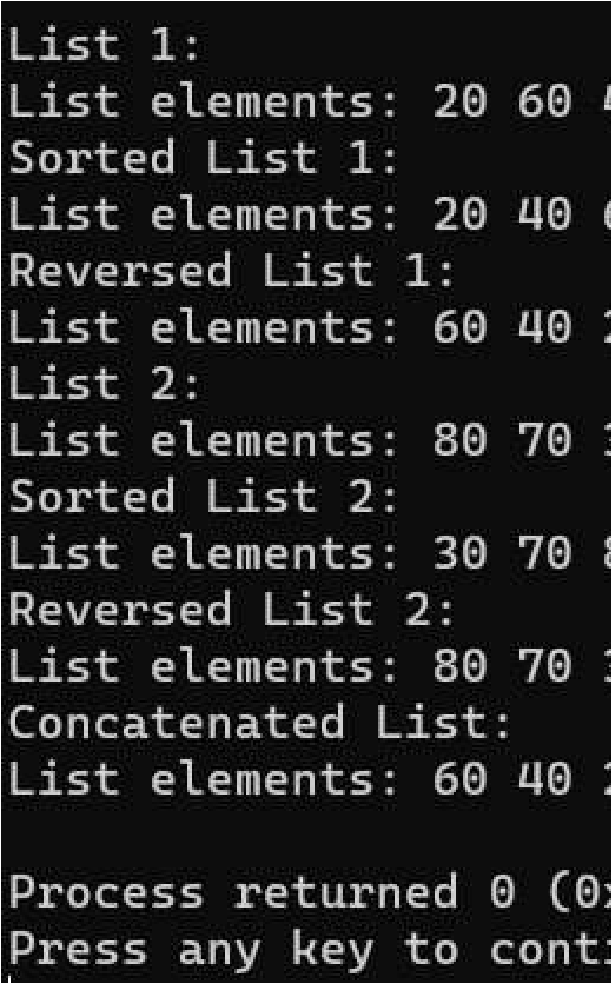 List 1:
List elements: 20 60
Sorted List 1:
List elements: 20 40
Reversed List 1:
List elements: 60 40
List 2:
List elements: 80 70
Sorted List 2:
List elements: 30 70
Reversed List 2:
List elements: 80 70
Concatenated List:
List elements: 60 40
Process returned 0 (0x
Press any key to conti